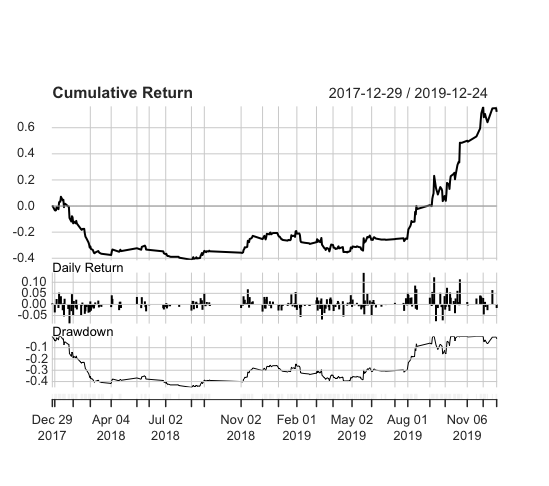 Cumulative Return 2017-12-29 / 2019-12-24
0.6
0.4
0.2
0.0
-0.2
-0.4
Daily Return
0.10
0.05
0.00
-0.05
Drawdown
-0.1
-0.2
-0.3
-0.4
Dec 29 Apr 04 Jul 02 Nov 02 Feb 01 May 02 Aug 01 Nov 06
2017 2018 2018 2018 2019 2019 2019 2019